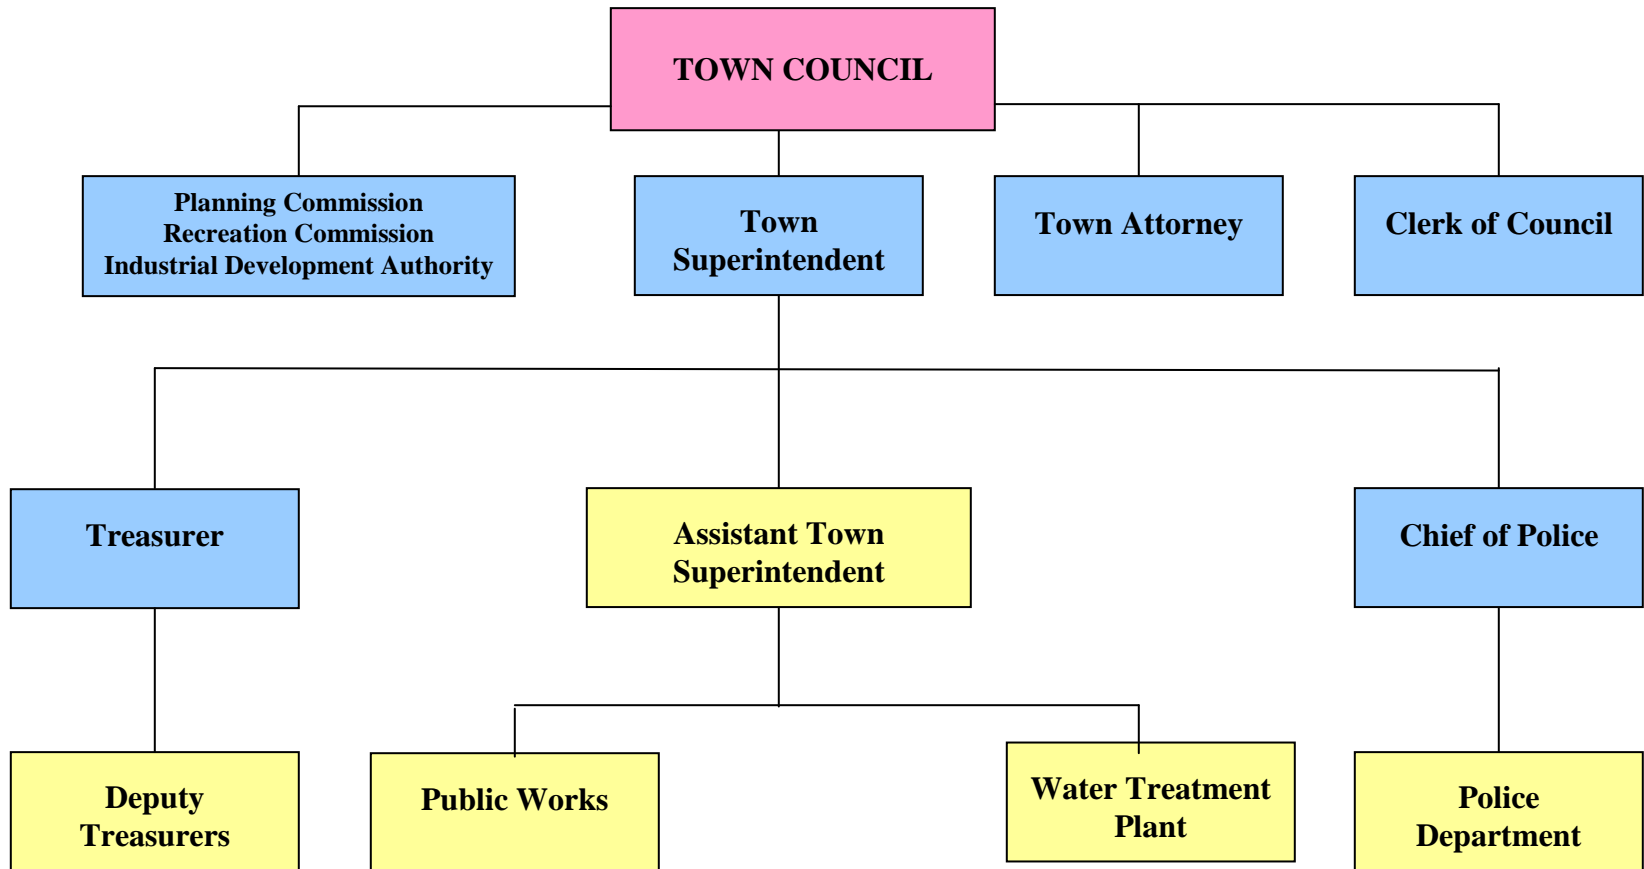 TOWN COUNCIL
Planning Commission
Recreation Commission
Industrial Development Authority
Town
Superintendent
Town Attorney
Clerk of Council
Treasurer
Assistant Town
Superintendent
Chief of Police
Deputy
Treasurers
Public Works
Water Treatment
Plant
Police
Department